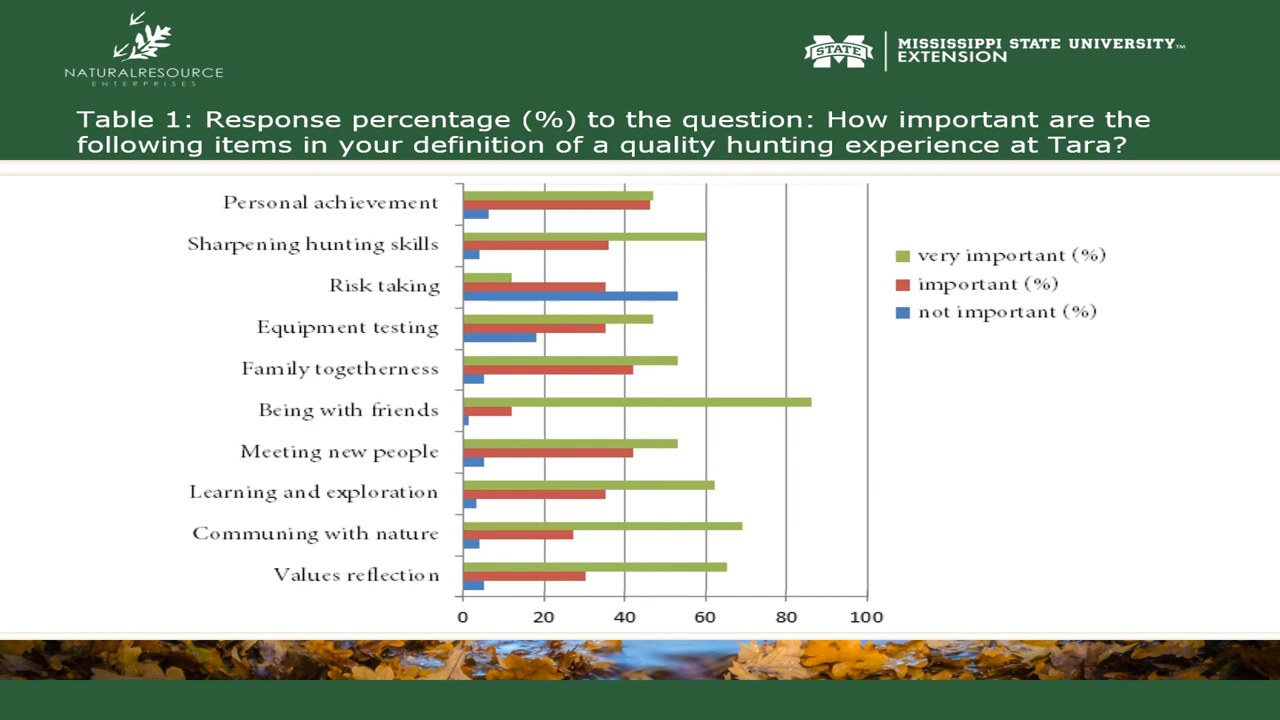 NATURALRESOURCE
ENTERPRISES
STATE
MISSISSIPPI STATE UNIVERSITY™
EXTENSION
Table 1: Response percentage (%) to the question: How important are the
following items in your definition of a quality hunting experience at Tara?
Personal achievement
Sharpening hunting skills
Risk taking
Equipment testing
Family togetherness
Being with friends
Meeting new people
Learning and exploration
Communing with nature
Values reflection
0 20 40 60 80 100
very important (%)
important (%)
not important (%)